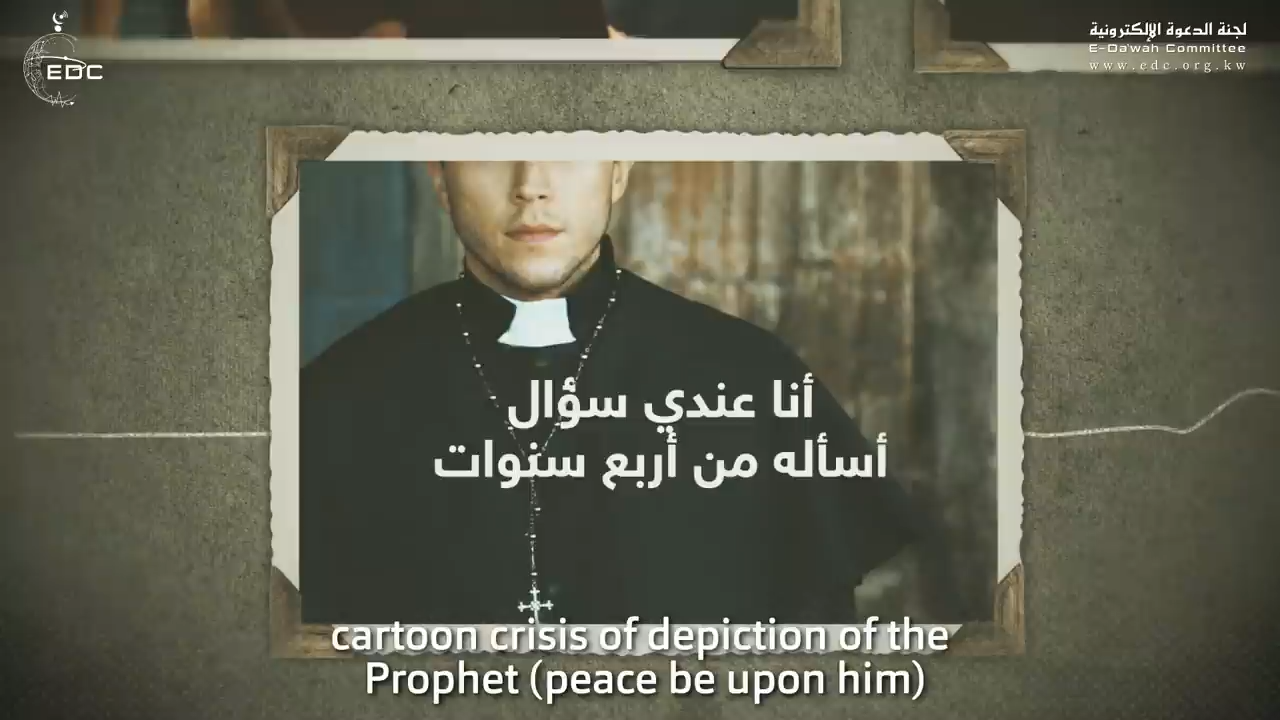 EDC
لجنة الدعوة الإلكترونية
E-Da'wah Committee
www.edc.org.kw
أنا عندي سؤال
أسأله من أربع سنوات
cartoon crisis of depiction of the
Prophet (peace be upon him)